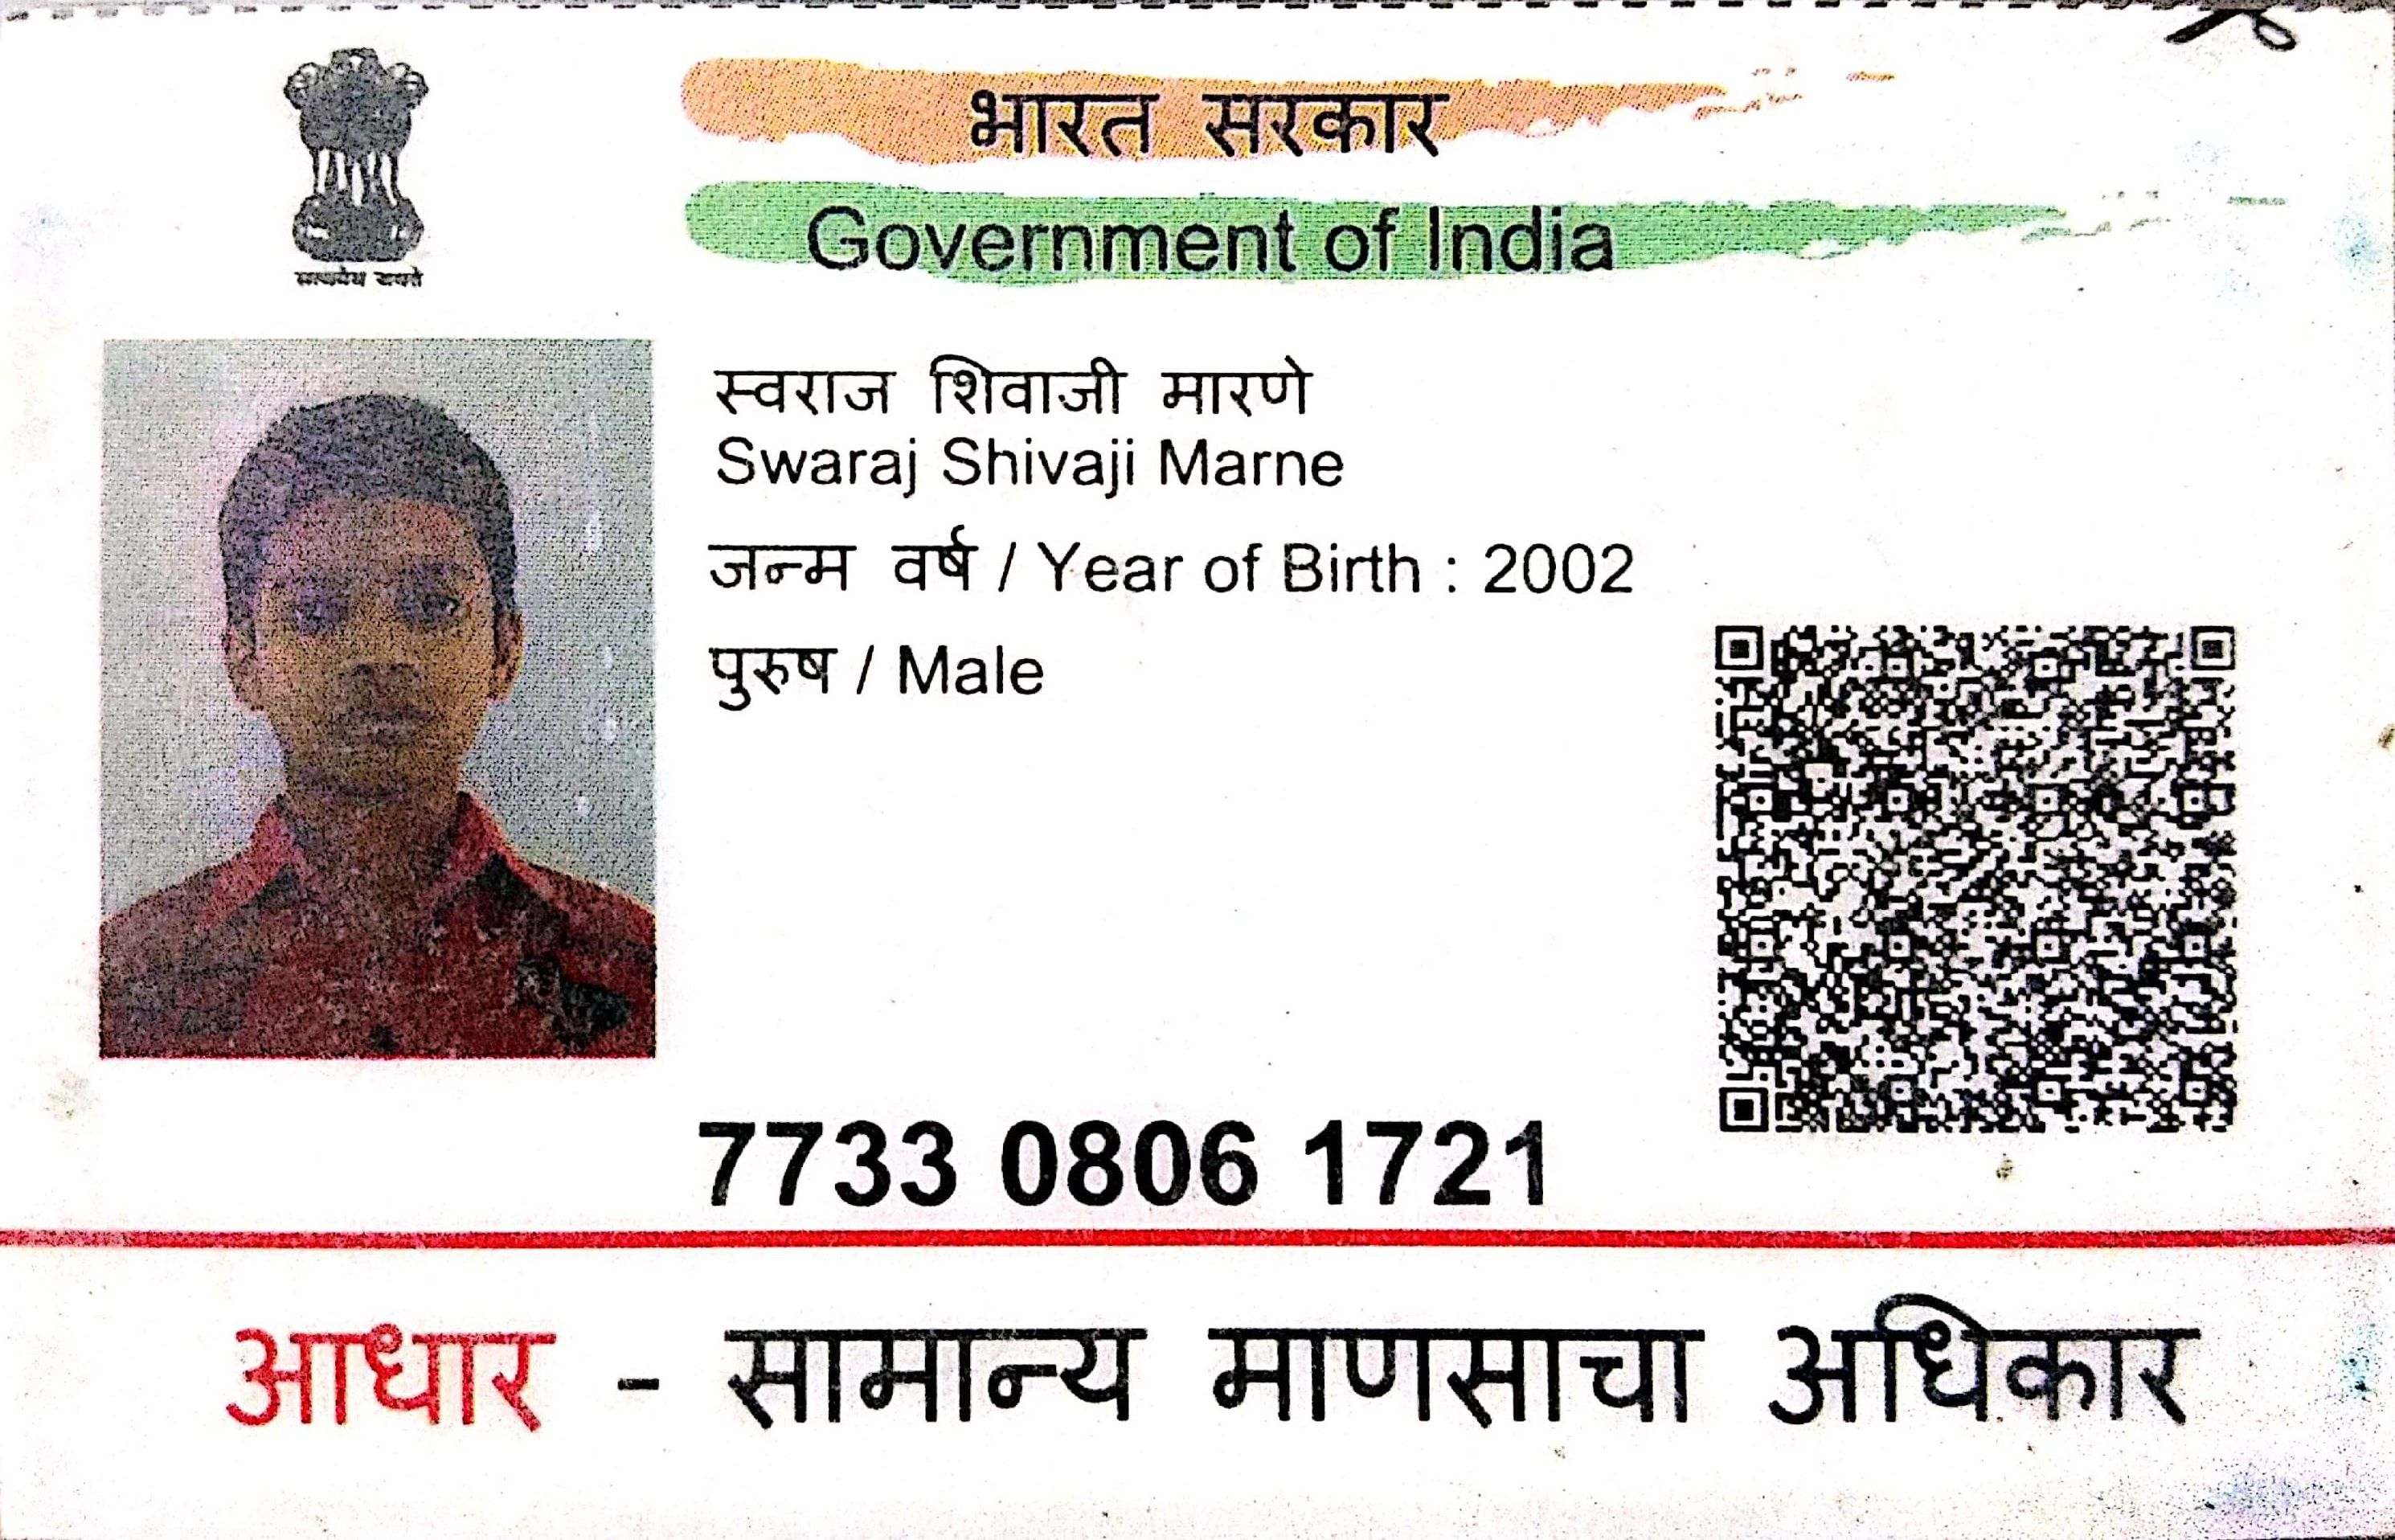 भारत सरकार
Government of India
सत्यमेव जयते
स्वराज शिवाजी मारणे
Swaraj Shivaji Marne
जन्म वर्ष / Year of Birth : 2002
पुरुष / Male
7733 0806 1721
आधार - सामान्य माणसाचा अधिकार